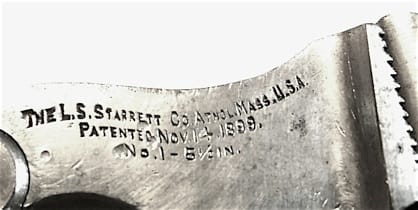 THE L.S. STARRETT CO. ATHOL. MASS. U.S.A.
PATENTED NOV. 14, 1899.
No. 1 - 5½ IN.